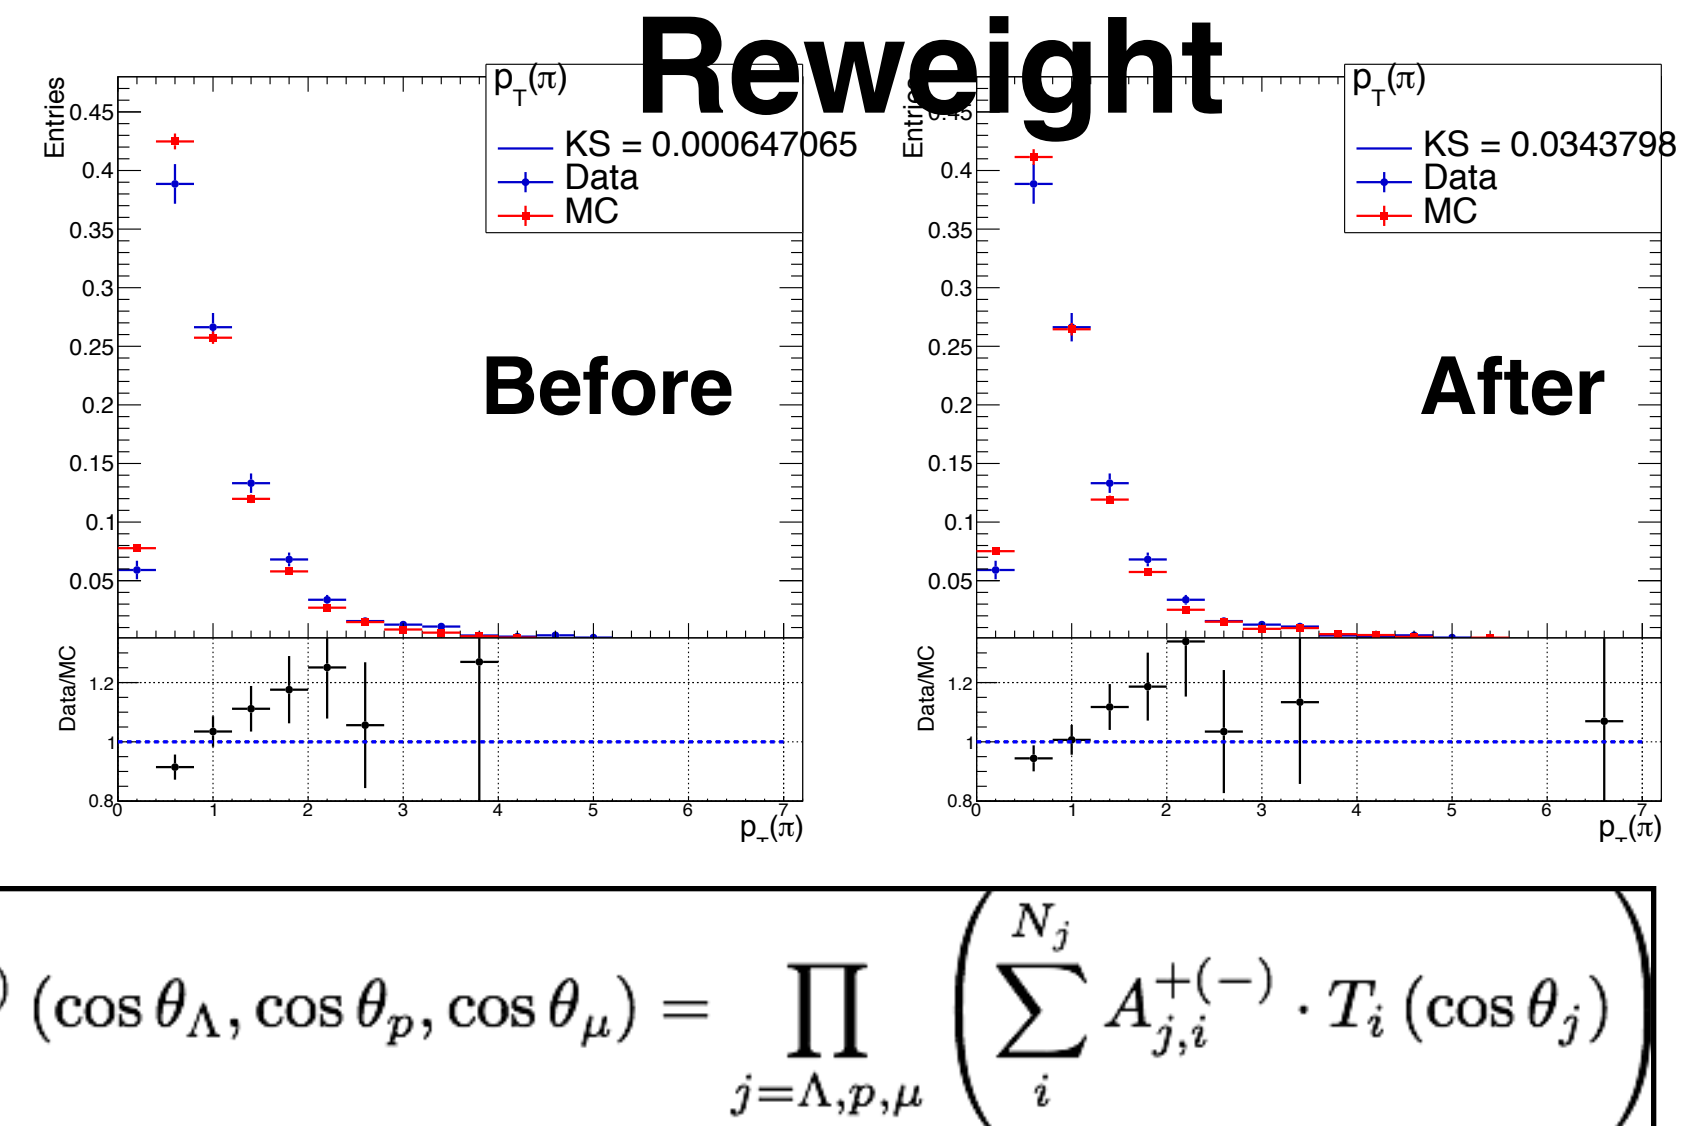 Reweight
p_T(π)
KS = 0.000647065
Data
MC
Entries
0.45
0.4
0.35
0.3
0.25
0.2
0.15
0.1
0.05
Before
Data/MC
1.2
1
0.8
0 1 2 3 4 5 6 7
p_T(π)
p_T(π)
KS = 0.0343798
Data
MC
Entries
0.45
0.4
0.35
0.3
0.25
0.2
0.15
0.1
0.05
After
Data/MC
1.2
1
0.8
0 1 2 3 4 5 6 7
p_T(π)
) (cos θ_Λ, cos θ_p, cos θ_μ) = ∏_{j=Λ,p,μ} ( ∑_i^{N_j} A_{j,i}^{+(−)} · T_i (cos θ_j) )